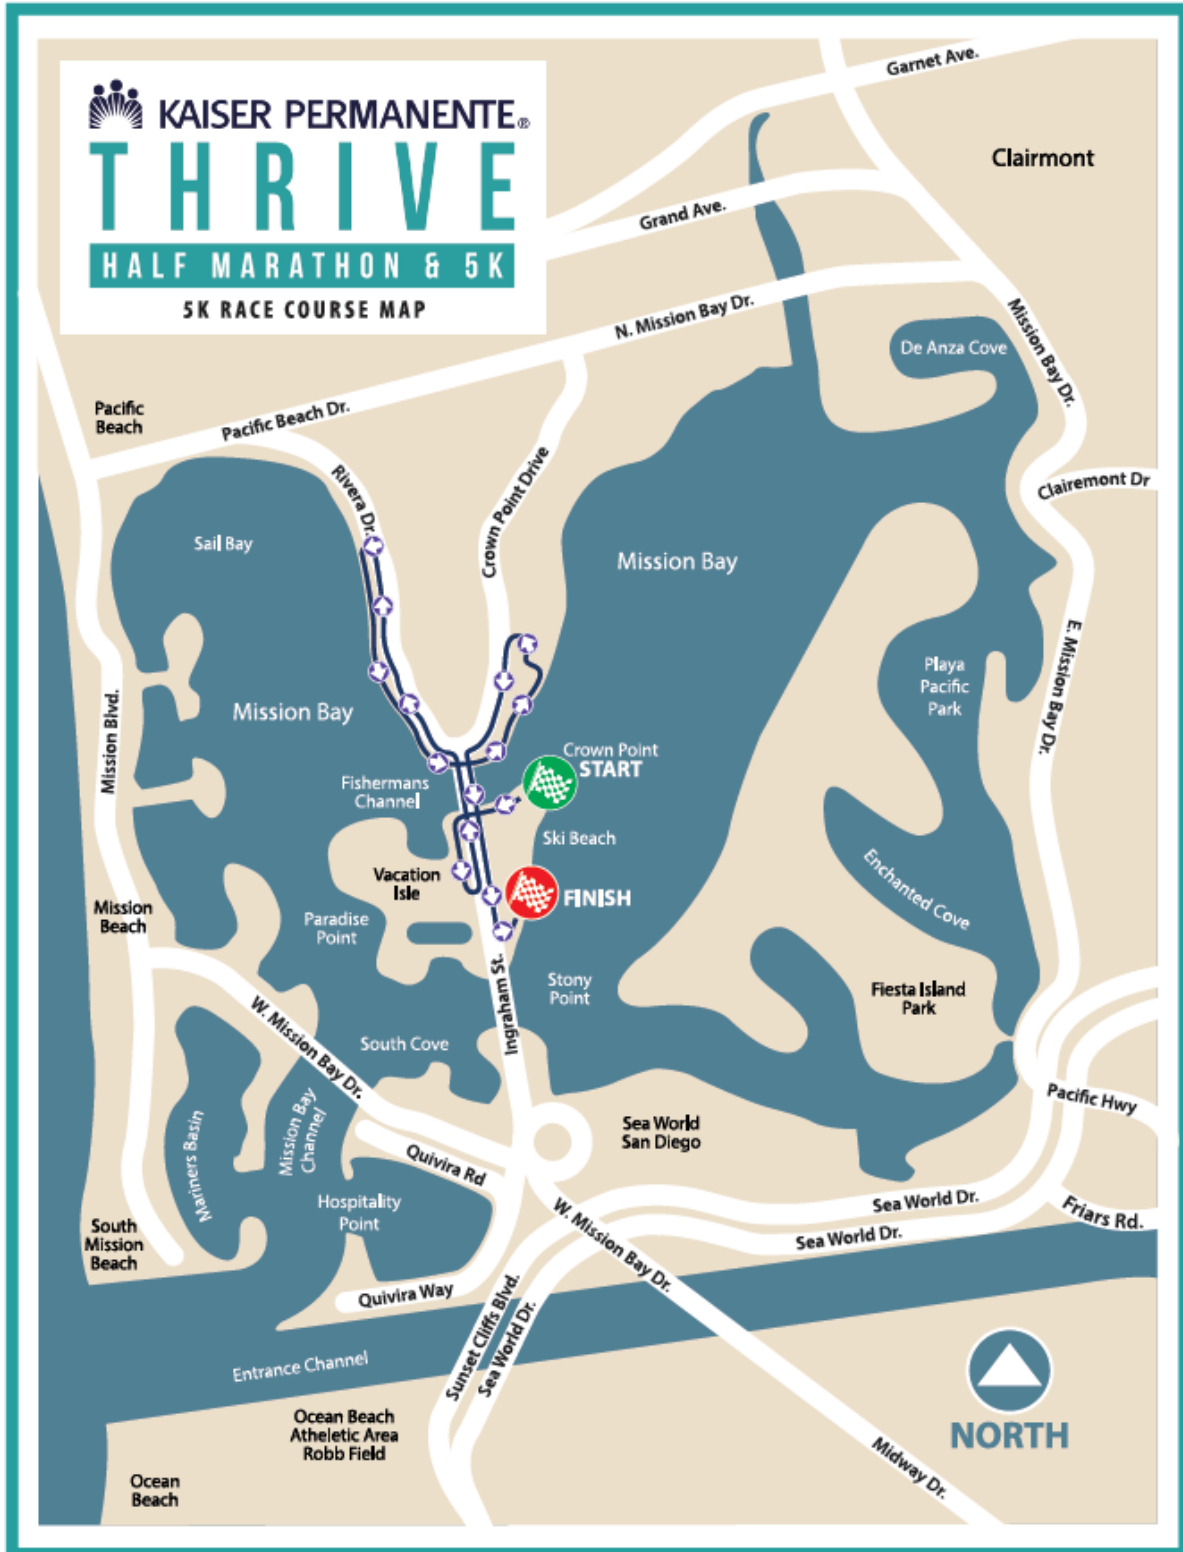 KAISER PERMANENTE®
THRIVE
HALF MARATHON & 5K
5K RACE COURSE MAP
Garnet Ave.
Clairmont
Grand Ave.
N. Mission Bay Dr.
Mission Bay Dr.
De Anza Cove
Pacific
Beach
Pacific Beach Dr.
Rivera Dr.
Crown Point Drive
Clairemont Dr
Sail Bay
Mission Bay
E. Mission Bay Dr.
Playa
Pacific
Park
Mission Blvd.
Mission Bay
Crown Point
START
Fishermans
Channel
Ski Beach
Vacation
Isle
FINISH
Enchanted Cove
Mission
Beach
Paradise
Point
Ingraham St.
Stony
Point
Fiesta Island
Park
W. Mission Bay Dr.
South Cove
Pacific Hwy
Mariners Basin
Mission Bay
Channel
Sea World
San Diego
Quivira Rd
Hospitality
Point
Sea World Dr.
Friars Rd.
Sea World Dr.
South
Mission
Beach
W. Mission Bay Dr.
Quivira Way
Sunset Cliffs Blvd.
Sea World Dr.
Entrance Channel
Ocean Beach
Atheletic Area
Robb Field
NORTH
Midway Dr.
Ocean
Beach